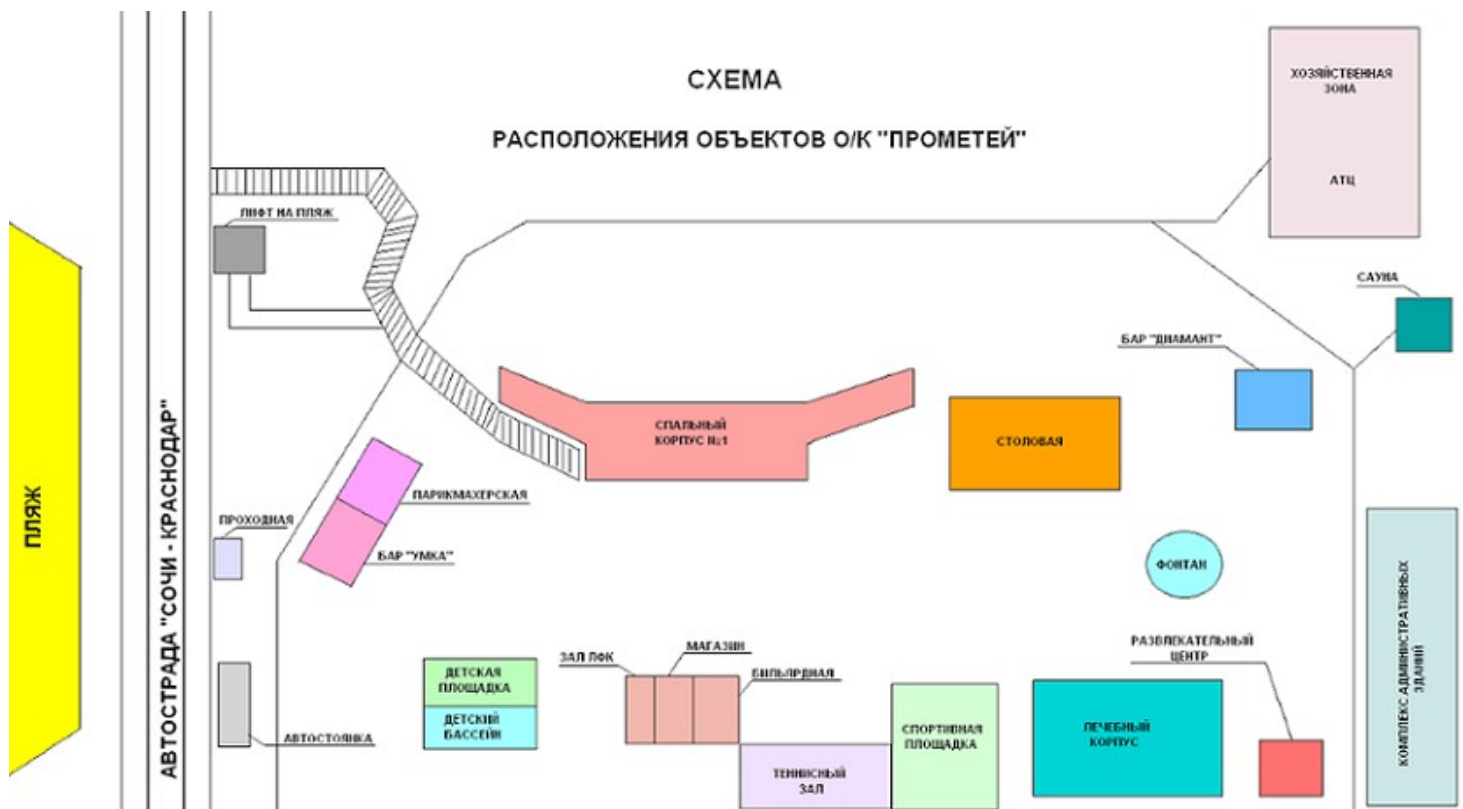 СХЕМА
РАСПОЛОЖЕНИЯ ОБЪЕКТОВ О/К "ПРОМЕТЕЙ"
ХОЗЯЙСТВЕННАЯ
ЗОНА
АТЦ
ЛИФТ НА ПЛЯЖ
САУНА
БАР "ДИАМАНТ"
СПАЛЬНЫЙ
КОРПУС №1
СТОЛОВАЯ
ПЛЯЖ
АВТОСТРАДА "СОЧИ - КРАСНОДАР"
ПАРИКМАХЕРСКАЯ
ПРОХОДНАЯ
БАР "УМКА"
ФОНТАН
КОМПЛЕКС АДМИНИСТРАТИВНЫХ
ЗДАНИЙ
РАЗВЛЕКАТЕЛЬНЫЙ
ЦЕНТР
МАГАЗИН
ЗАЛ ЛФК
БИЛЬЯРДНАЯ
ДЕТСКАЯ
ПЛОЩАДКА
ДЕТСКИЙ
БАССЕЙН
АВТОСТОЯНКА
СПОРТИВНАЯ
ПЛОЩАДКА
ЛЕЧЕБНЫЙ
КОРПУС
ТЕННИСНЫЙ
ЗАЛ